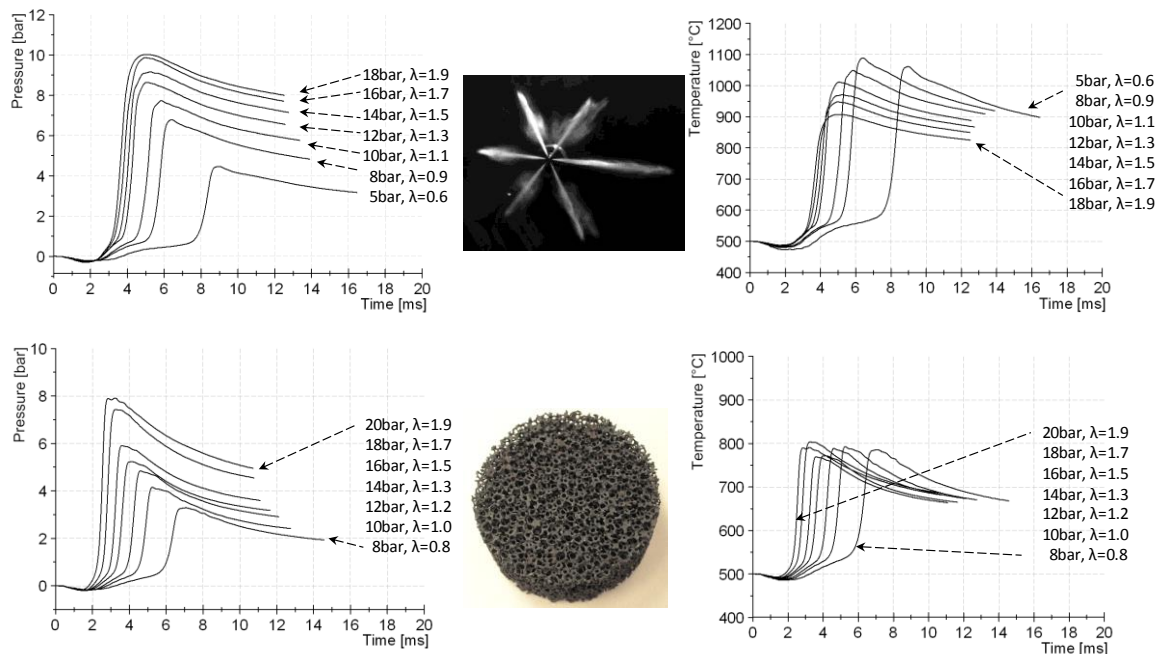 Pressure [bar]
12
10
8
6
4
2
0
0 2 4 6 8 10 12 14 16 18 20
Time [ms]
18bar, λ=1.9
16bar, λ=1.7
14bar, λ=1.5
12bar, λ=1.3
10bar, λ=1.1
8bar, λ=0.9
5bar, λ=0.6
Temperature [°C]
1200
1100
1000
900
800
700
600
500
400
0 2 4 6 8 10 12 14 16 18 20
Time [ms]
5bar, λ=0.6
8bar, λ=0.9
10bar, λ=1.1
12bar, λ=1.3
14bar, λ=1.5
16bar, λ=1.7
18bar, λ=1.9
Pressure [bar]
10
8
6
4
2
0
0 2 4 6 8 10 12 14 16 18 20
Time [ms]
20bar, λ=1.9
18bar, λ=1.7
16bar, λ=1.5
14bar, λ=1.3
12bar, λ=1.2
10bar, λ=1.0
8bar, λ=0.8
Temperature [°C]
1000
900
800
700
600
500
400
0 2 4 6 8 10 12 14 16 18 20
Time [ms]
20bar, λ=1.9
18bar, λ=1.7
16bar, λ=1.5
14bar, λ=1.3
12bar, λ=1.2
10bar, λ=1.0
8bar, λ=0.8